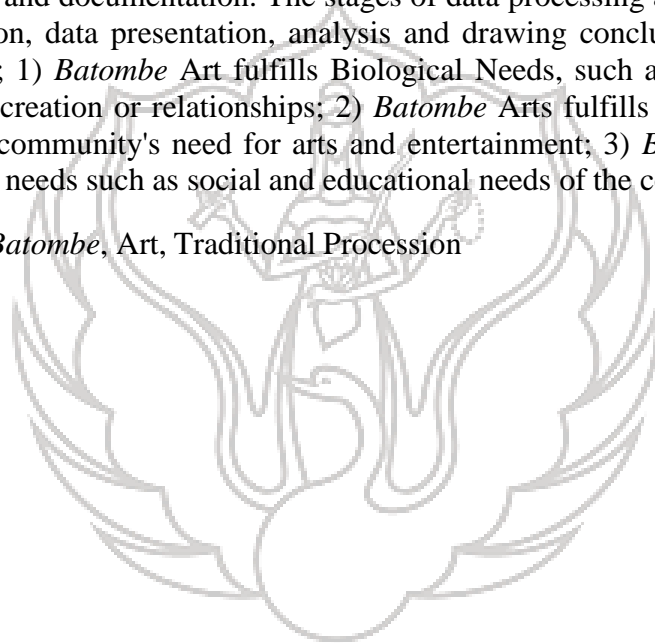 and documentation. The stages of data processing a
on, data presentation, analysis and drawing conclu
; 1) Batombe Art fulfills Biological Needs, such a
creation or relationships; 2) Batombe Arts fulfills
community's need for arts and entertainment; 3) B
needs such as social and educational needs of the c
Batombe, Art, Traditional Procession